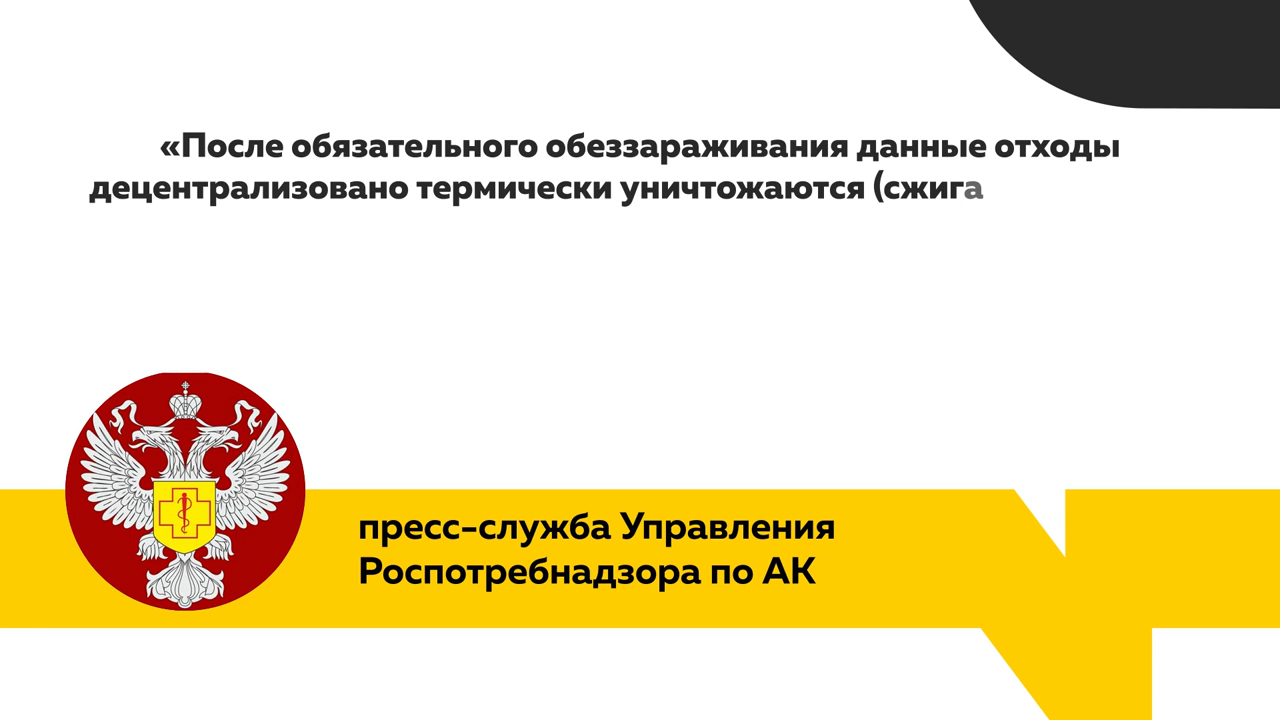 «После обязательного обеззараживания данные отходы
децентрализовано термически уничтожаются (сжига
пресс-служба Управления
Роспотребнадзора по АК